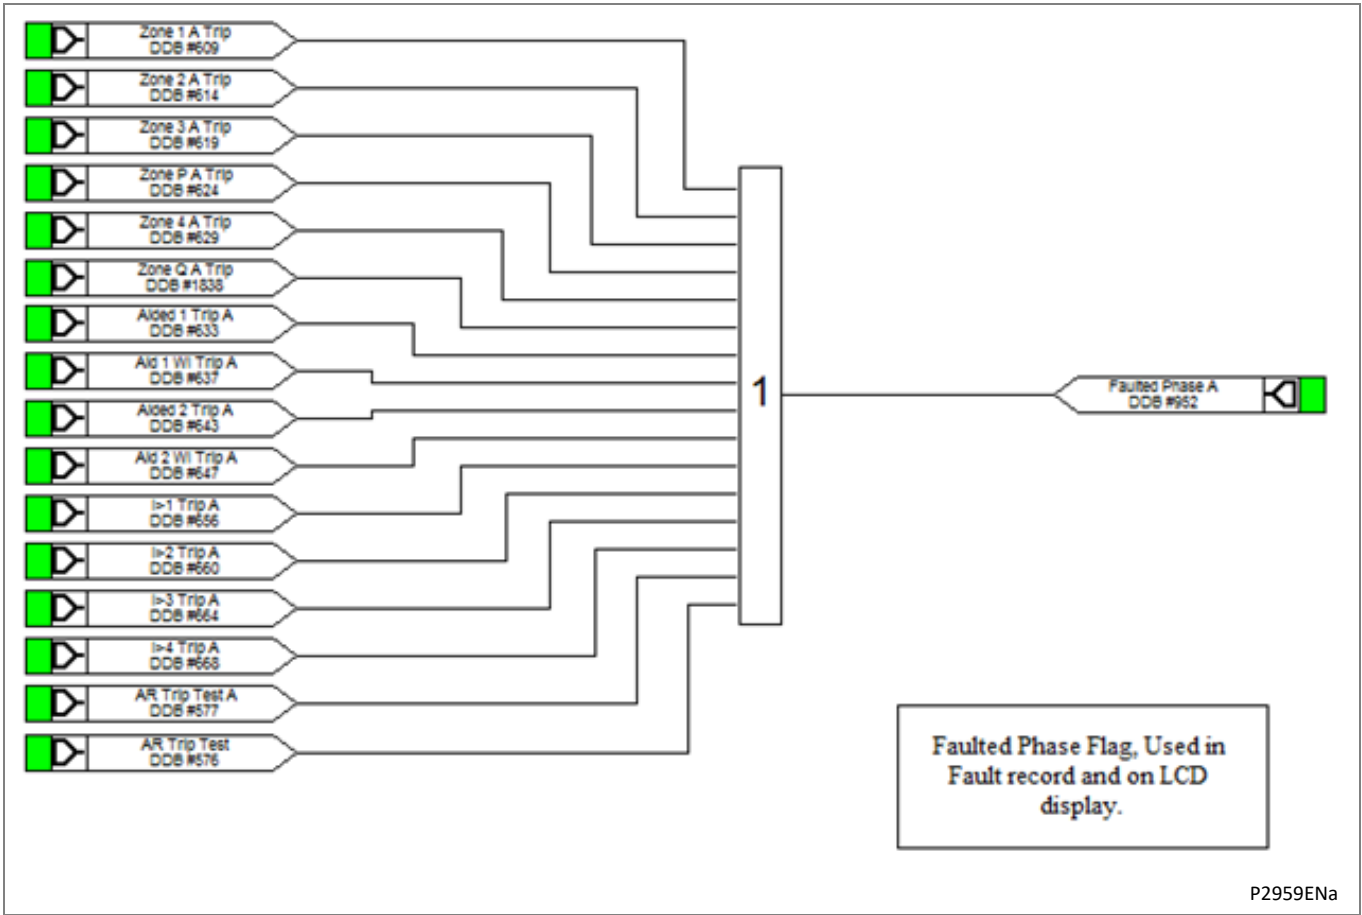 Zone 1 A Trip
DDB #609
Zone 2 A Trip
DDB #614
Zone 3 A Trip
DDB #619
Zone P A Trip
DDB #624
Zone 4 A Trip
DDB #629
Zone Q A Trip
DDB #1838
Aided 1 Trip A
DDB #633
Aid 1 WI Trip A
DDB #637
Aided 2 Trip A
DDB #643
Aid 2 WI Trip A
DDB #647
I>1 Trip A
DDB #656
I>2 Trip A
DDB #660
I>3 Trip A
DDB #664
I>4 Trip A
DDB #668
AR Trip Test A
DDB #577
AR Trip Test
DDB #576
1
Faulted Phase A
DDB #952
Faulted Phase Flag, Used in
Fault record and on LCD
display.
P2959ENa